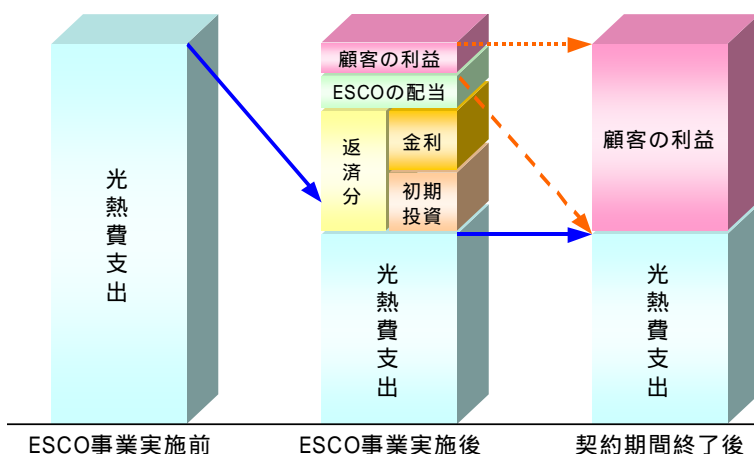 光熱費支出
顧客の利益
ESCOの配当
返済分
金利
初期
投資
光熱費支出
顧客の利益
光熱費支出
ESCO事業実施前
ESCO事業実施後
契約期間終了後